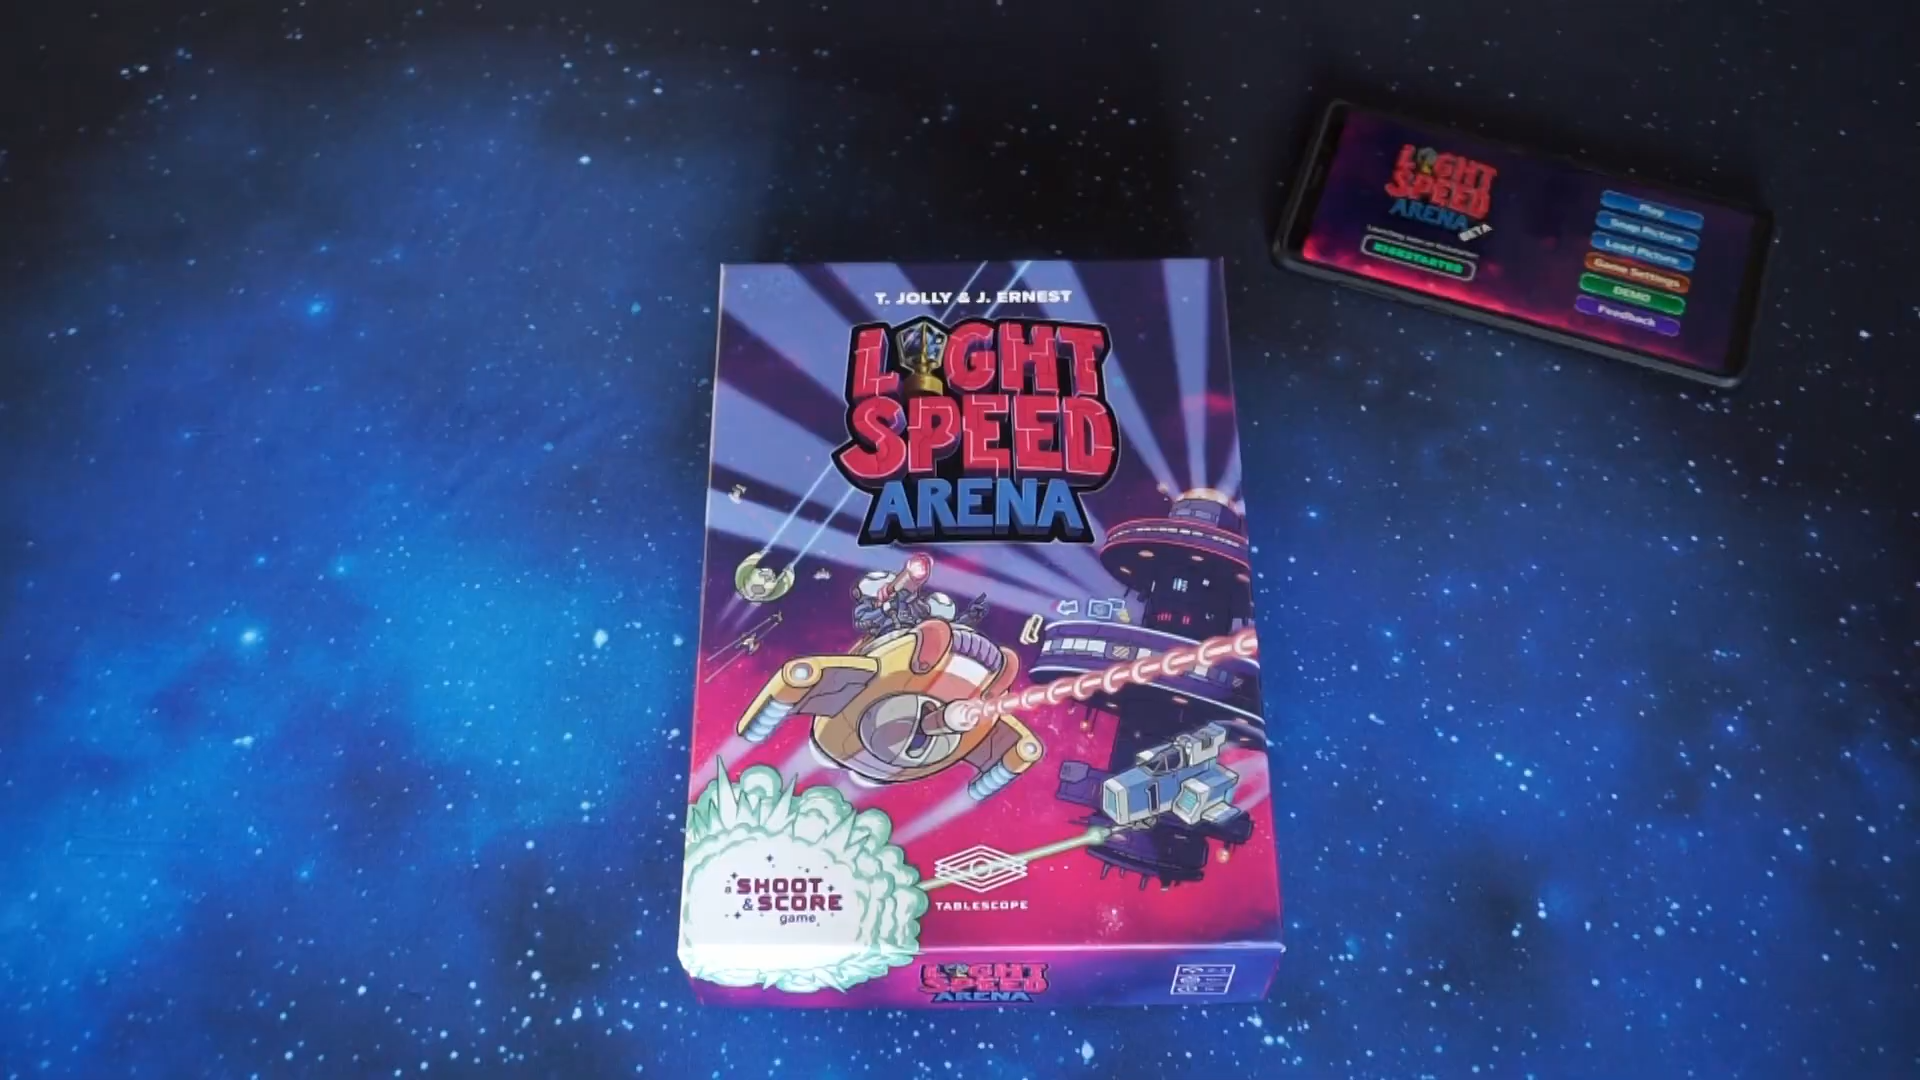 T. JOLLY & J. ERNEST
LIGHT
SPEED
ARENA
1
a SHOOT
& SCORE
game
TABLESCOPE
LIGHT
SPEED
ARENA
LIGHT
SPEED
ARENA
BETA
KICKSTARTER
Play
Snap Picture
Load Picture
Game Settings
DEMO
Feedback